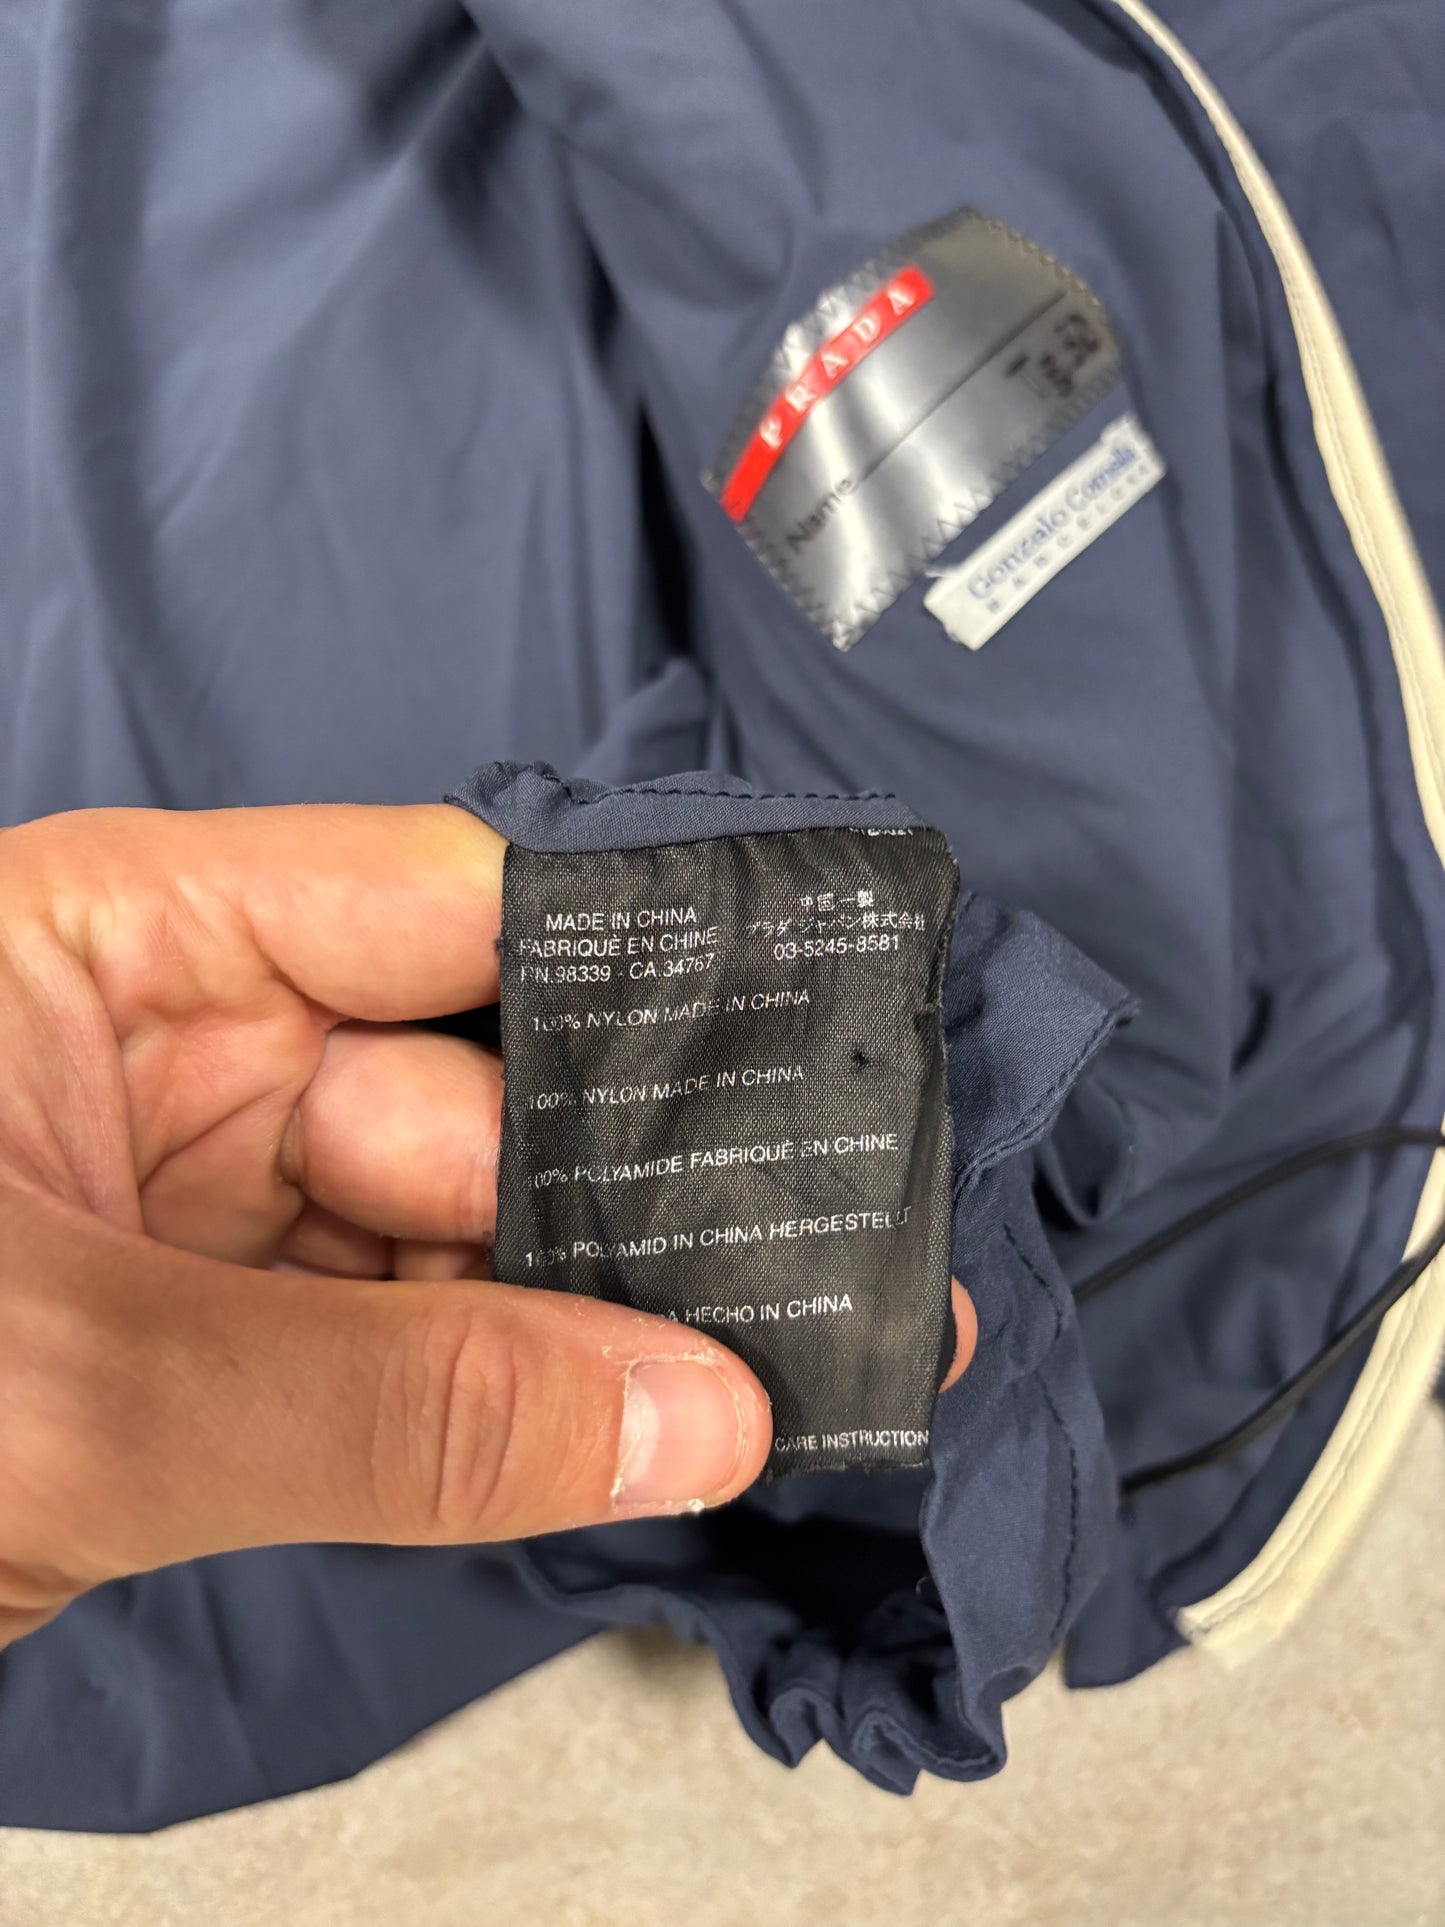 PRADA
Name
Gonzalo Comella
BARCELONA
MADE IN CHINA
FABRIQUÉ EN CHINE
RN.98339 - CA.34767
中国 製
プラダ ジャパン株式会社
03-5245-8581
100% NYLON MADE IN CHINA
100% NYLON MADE IN CHINA
100% POLYAMIDE FABRIQUÉ EN CHINE
100% POLYAMID IN CHINA HERGESTELLT
HECHO IN CHINA
CARE INSTRUCTION